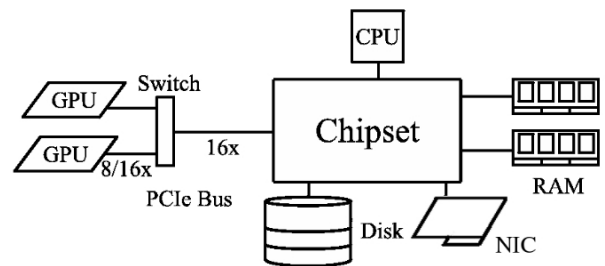 CPU
Switch
GPU
GPU
8/16x
16x
PCIe Bus
Chipset
RAM
Disk
NIC